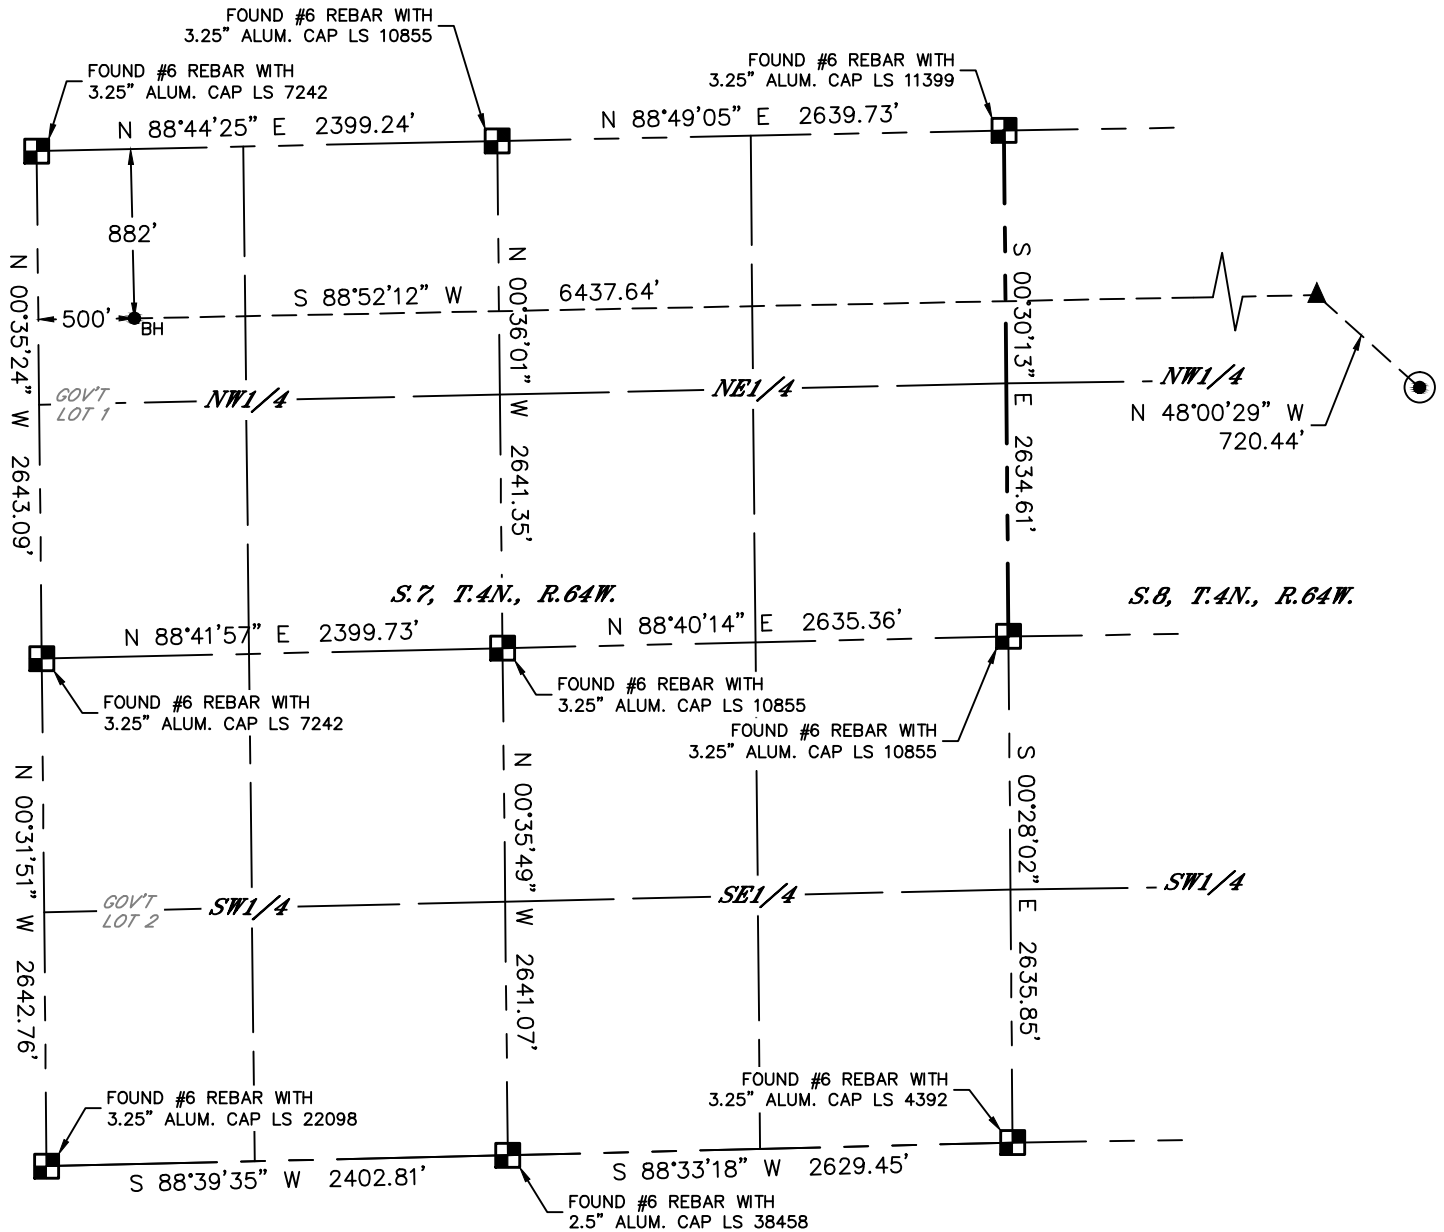 FOUND #6 REBAR WITH
3.25" ALUM. CAP LS 10855
FOUND #6 REBAR WITH
3.25" ALUM. CAP LS 7242
FOUND #6 REBAR WITH
3.25" ALUM. CAP LS 11399
N 88°44'25" E 2399.24'
N 88°49'05" E 2639.73'
882'
N 00°35'24" W 2643.09'
N 00°36'01" W 2641.35'
S 00°30'13" E 2634.61'
S 88°52'12" W 6437.64'
500'
BH
GOV'T
LOT 1
NW1/4
NE1/4
NW1/4
N 48°00'29" W
720.44'
S.7, T.4N., R.64W.
S.8, T.4N., R.64W.
N 88°41'57" E 2399.73'
N 88°40'14" E 2635.36'
FOUND #6 REBAR WITH
3.25" ALUM. CAP LS 7242
FOUND #6 REBAR WITH
3.25" ALUM. CAP LS 10855
FOUND #6 REBAR WITH
3.25" ALUM. CAP LS 10855
N 00°31'51" W 2642.76'
N 00°35'49" W 2641.07'
S 00°28'02" E 2635.85'
GOV'T
LOT 2
SW1/4
SE1/4
SW1/4
FOUND #6 REBAR WITH
3.25" ALUM. CAP LS 22098
FOUND #6 REBAR WITH
3.25" ALUM. CAP LS 4392
S 88°39'35" W 2402.81'
S 88°33'18" W 2629.45'
FOUND #6 REBAR WITH
2.5" ALUM. CAP LS 38458